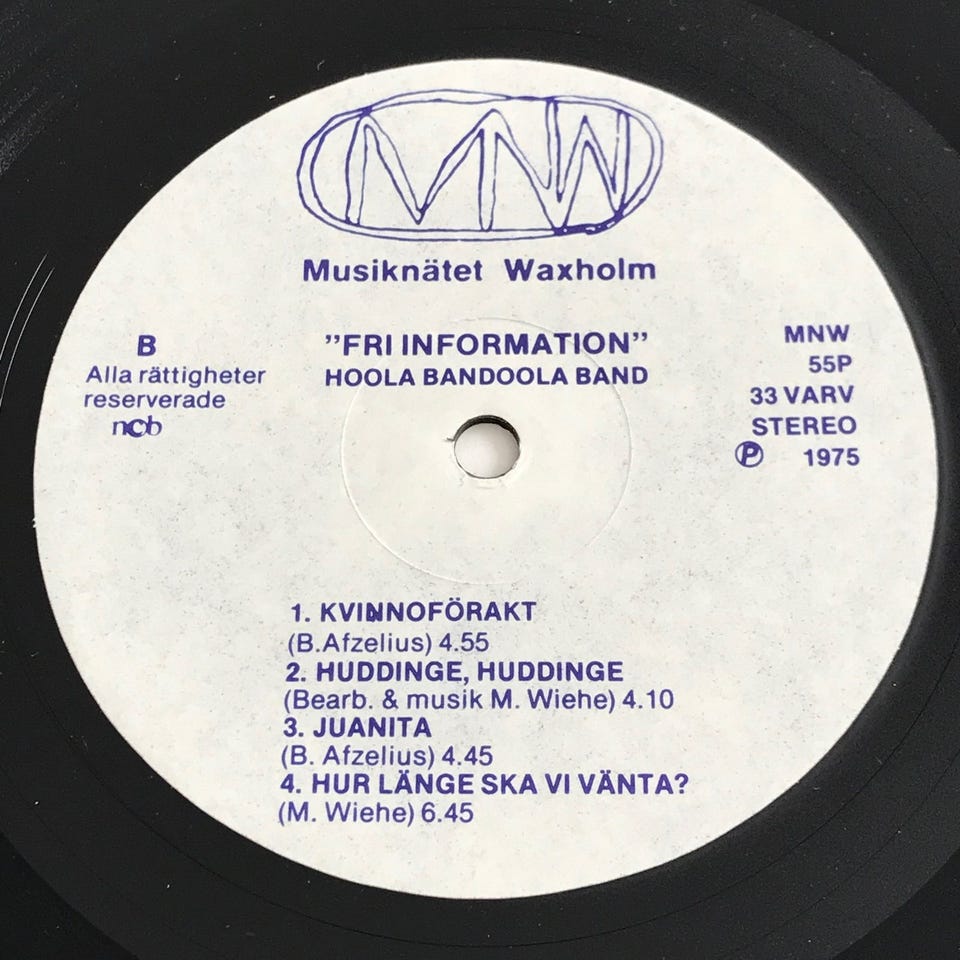 MNW
Musiknätet Waxholm
B
Alla rättigheter
reserverade
ncb
"FRI INFORMATION"
HOOLA BANDOOLA BAND
MNW
55P
33 VARV
STEREO
℗ 1975
1. KVINNOFÖRAKT
(B.Afzelius) 4.55
2. HUDDINGE, HUDDINGE
(Bearb. & musik M. Wiehe) 4.10
3. JUANITA
(B. Afzelius) 4.45
4. HUR LÄNGE SKA VI VÄNTA?
(M. Wiehe) 6.45